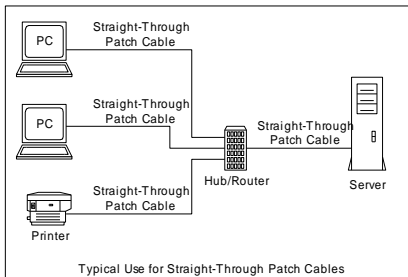 Straight-Through
Patch Cable
PC
Straight-Through
Patch Cable
PC
Straight-Through
Patch Cable
Hub/Router
Server
Straight-Through
Patch Cable
Printer
Typical Use for Straight-Through Patch Cables